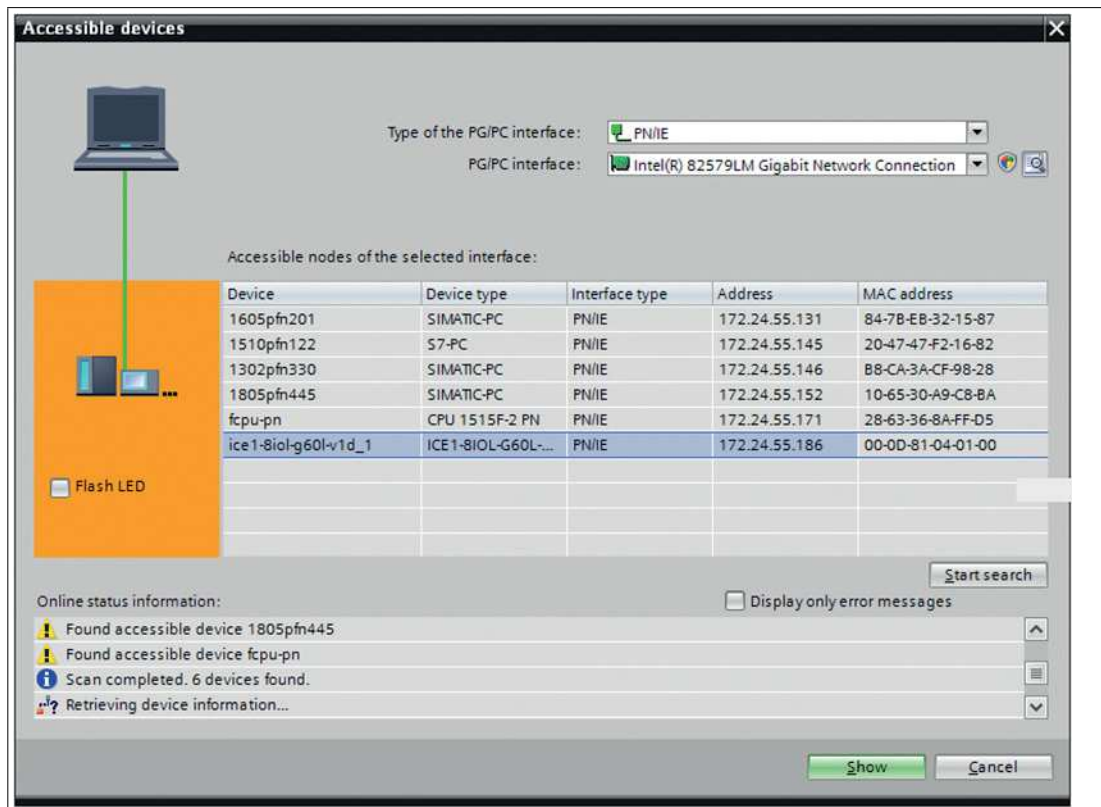 Accessible devices
Type of the PG/PC interface: PN/IE
PG/PC interface: Intel(R) 82579LM Gigabit Network Connection
Accessible nodes of the selected interface:
Device Device type Interface type Address MAC address
1605pfn201 SIMATIC-PC PN/IE 172.24.55.131 84-7B-EB-32-15-87
1510pfn122 S7-PC PN/IE 172.24.55.145 20-47-47-F2-16-82
1302pfn330 SIMATIC-PC PN/IE 172.24.55.146 B8-CA-3A-CF-98-28
1805pfn445 SIMATIC-PC PN/IE 172.24.55.152 10-65-30-A9-C8-BA
fcpu-pn CPU 1515F-2 PN PN/IE 172.24.55.171 28-63-36-8A-FF-D5
ice1-8iol-g60l-v1d_1 ICE1-8IOL-G60L-... PN/IE 172.24.55.186 00-0D-81-04-01-00
Flash LED
Start search
Online status information: Display only error messages
Found accessible device 1805pfn445
Found accessible device fcpu-pn
Scan completed. 6 devices found.
Retrieving device information...
Show Cancel